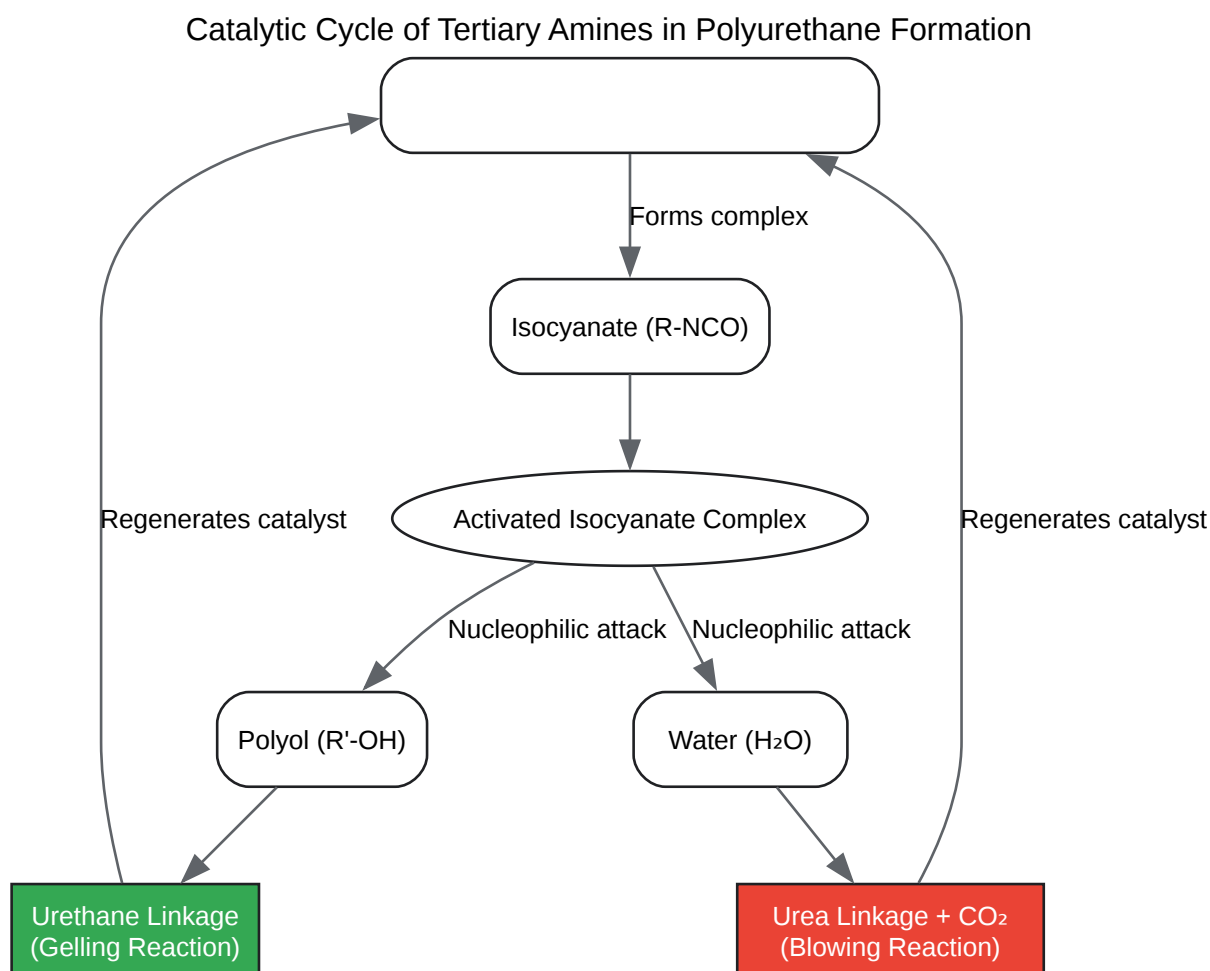 Catalytic Cycle of Tertiary Amines in Polyurethane Formation
Forms complex
Isocyanate (R-NCO)
Activated Isocyanate Complex
Regenerates catalyst
Regenerates catalyst
Nucleophilic attack
Nucleophilic attack
Polyol (R'-OH)
Water (H₂O)
Urethane Linkage
(Gelling Reaction)
Urea Linkage + CO₂
(Blowing Reaction)